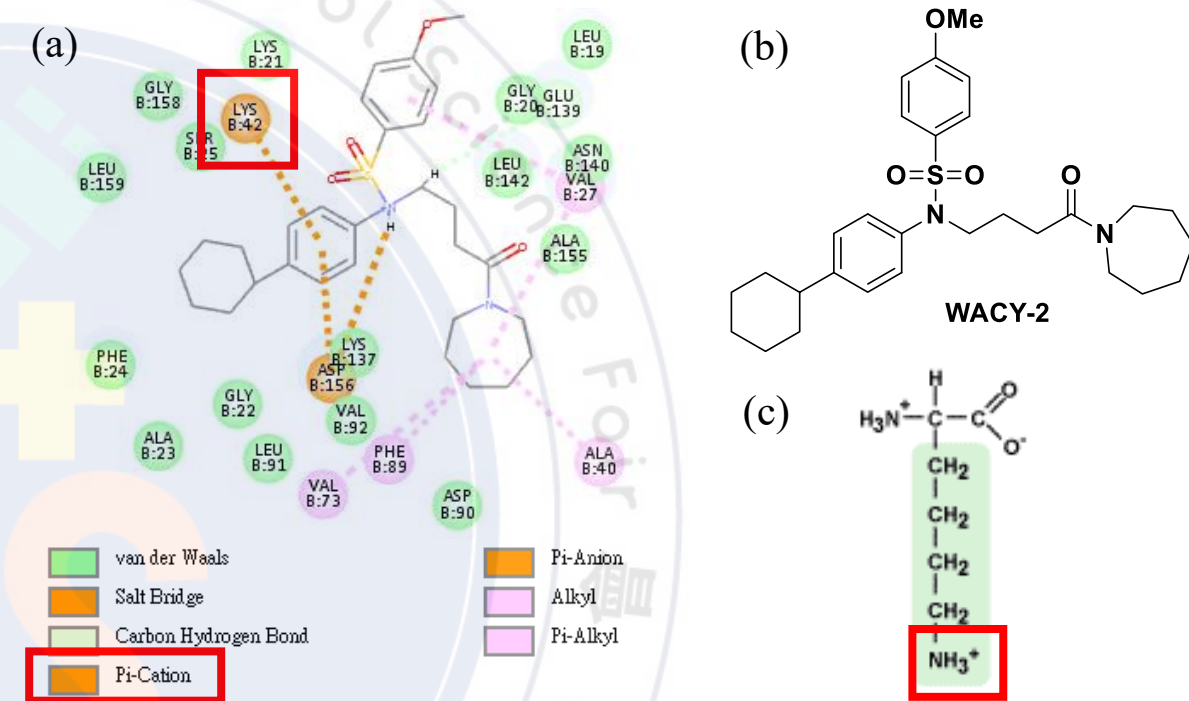 (a)
LYS
B:21
LEU
B:19
GLY
B:158
LYS
B:42
GLY
B:20
GLU
B:139
SER
B:25
LEU
B:159
LEU
B:142
ASN
B:140
VAL
B:27
ALA
B:155
H
N
H
O
O
S
O
O
N
LYS
B:137
ASP
B:156
PHE
B:24
GLY
B:22
VAL
B:92
ALA
B:23
LEU
B:91
PHE
B:89
VAL
B:73
ASP
B:90
ALA
B:40
van der Waals
Salt Bridge
Carbon Hydrogen Bond
Pi-Cation
Pi-Anion
Alkyl
Pi-Alkyl
ol science Fair
(b)
OMe
O=S=O
N
O
N
WACY-2
(c)
H
H₃N⁺–C–C
O
O⁻
CH₂
CH₂
CH₂
CH₂
NH₃⁺